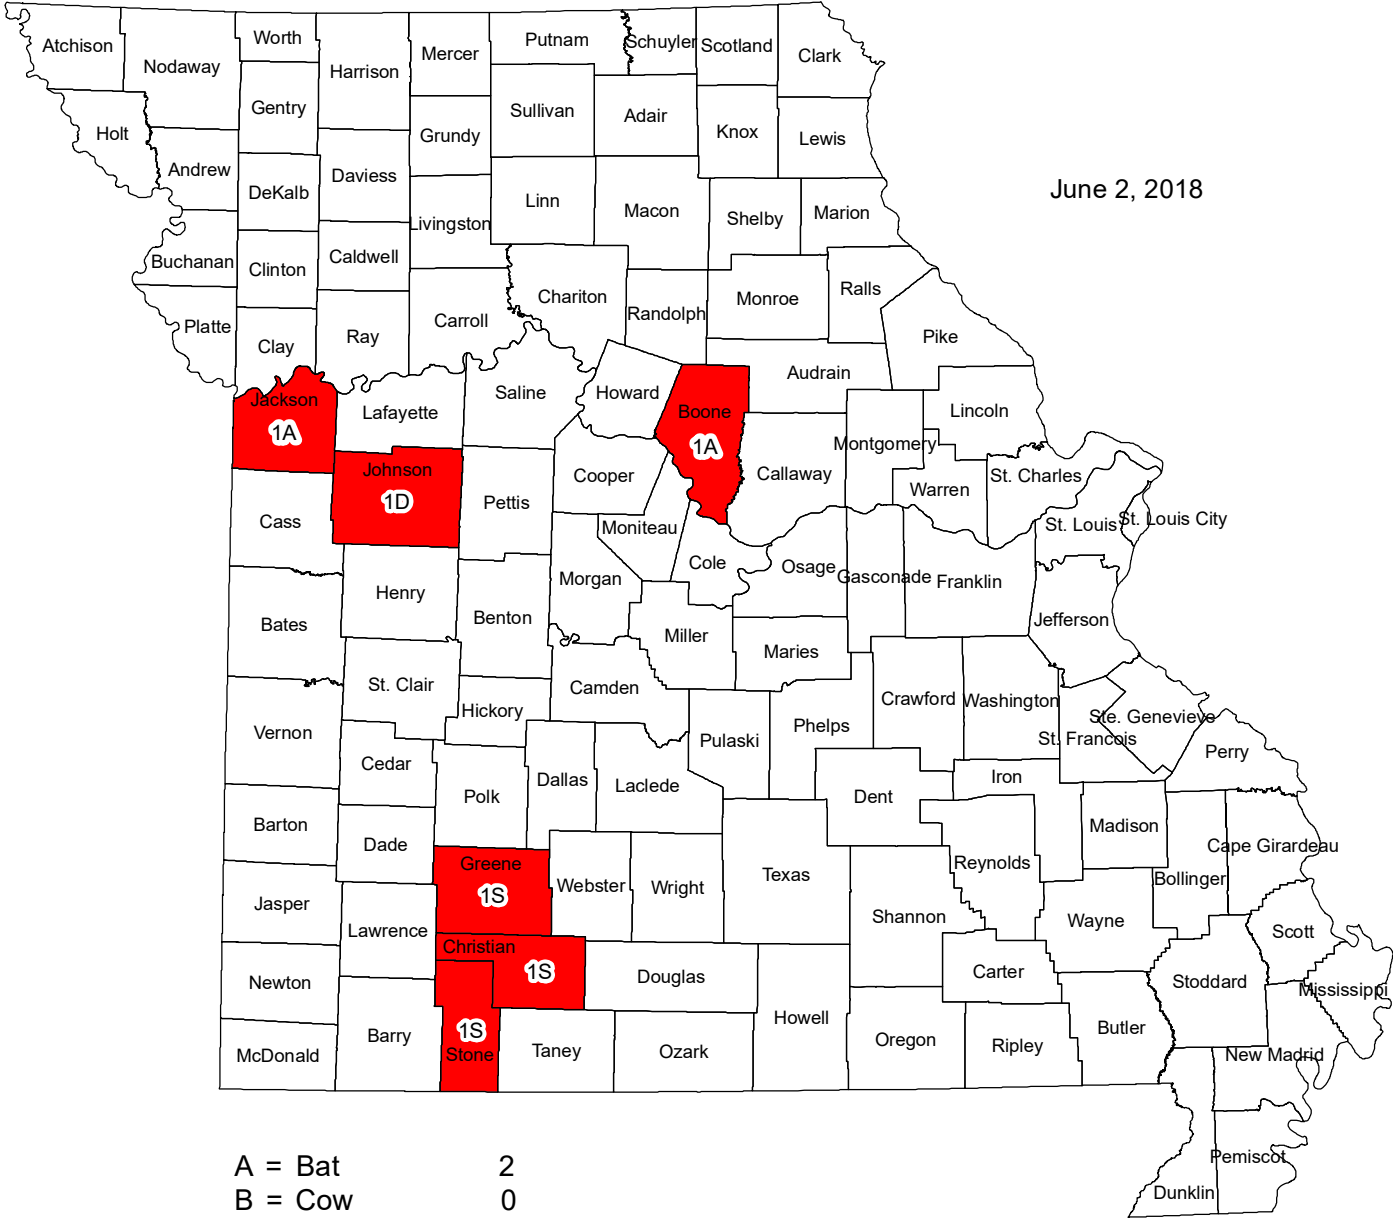 Atchison
Nodaway
Worth
Harrison
Mercer
Putnam
Schuyler
Scotland
Clark
Gentry
Sullivan
Adair
Knox
Lewis
Holt
Grundy
Andrew
DeKalb
Daviess
June 2, 2018
Linn
Macon
Shelby
Marion
Livingston
Buchanan
Clinton
Caldwell
Chariton
Randolph
Monroe
Ralls
Platte
Clay
Ray
Carroll
Pike
Saline
Howard
Audrain
Jackson
1A
Lafayette
Boone
1A
Lincoln
Montgomery
Johnson
1D
Cooper
Callaway
Warren
St. Charles
Cass
Pettis
Moniteau
St. Louis
St. Louis City
Cole
Osage
Gasconade
Franklin
Henry
Morgan
Bates
Benton
Miller
Maries
Jefferson
St. Clair
Camden
Hickory
Crawford
Washington
Ste. Genevieve
Vernon
Pulaski
Phelps
St. Francois
Perry
Cedar
Dallas
Laclede
Iron
Polk
Dent
Barton
Dade
Madison
Cape Girardeau
Greene
1S
Webster
Wright
Texas
Reynolds
Bollinger
Jasper
Lawrence
Shannon
Wayne
Scott
Christian
1S
Newton
Douglas
Carter
Stoddard
Mississippi
Barry
1S
Stone
Howell
McDonald
Taney
Ozark
Oregon
Ripley
Butler
New Madrid
Pemiscot
Dunklin
A = Bat 2
B = Cow 0